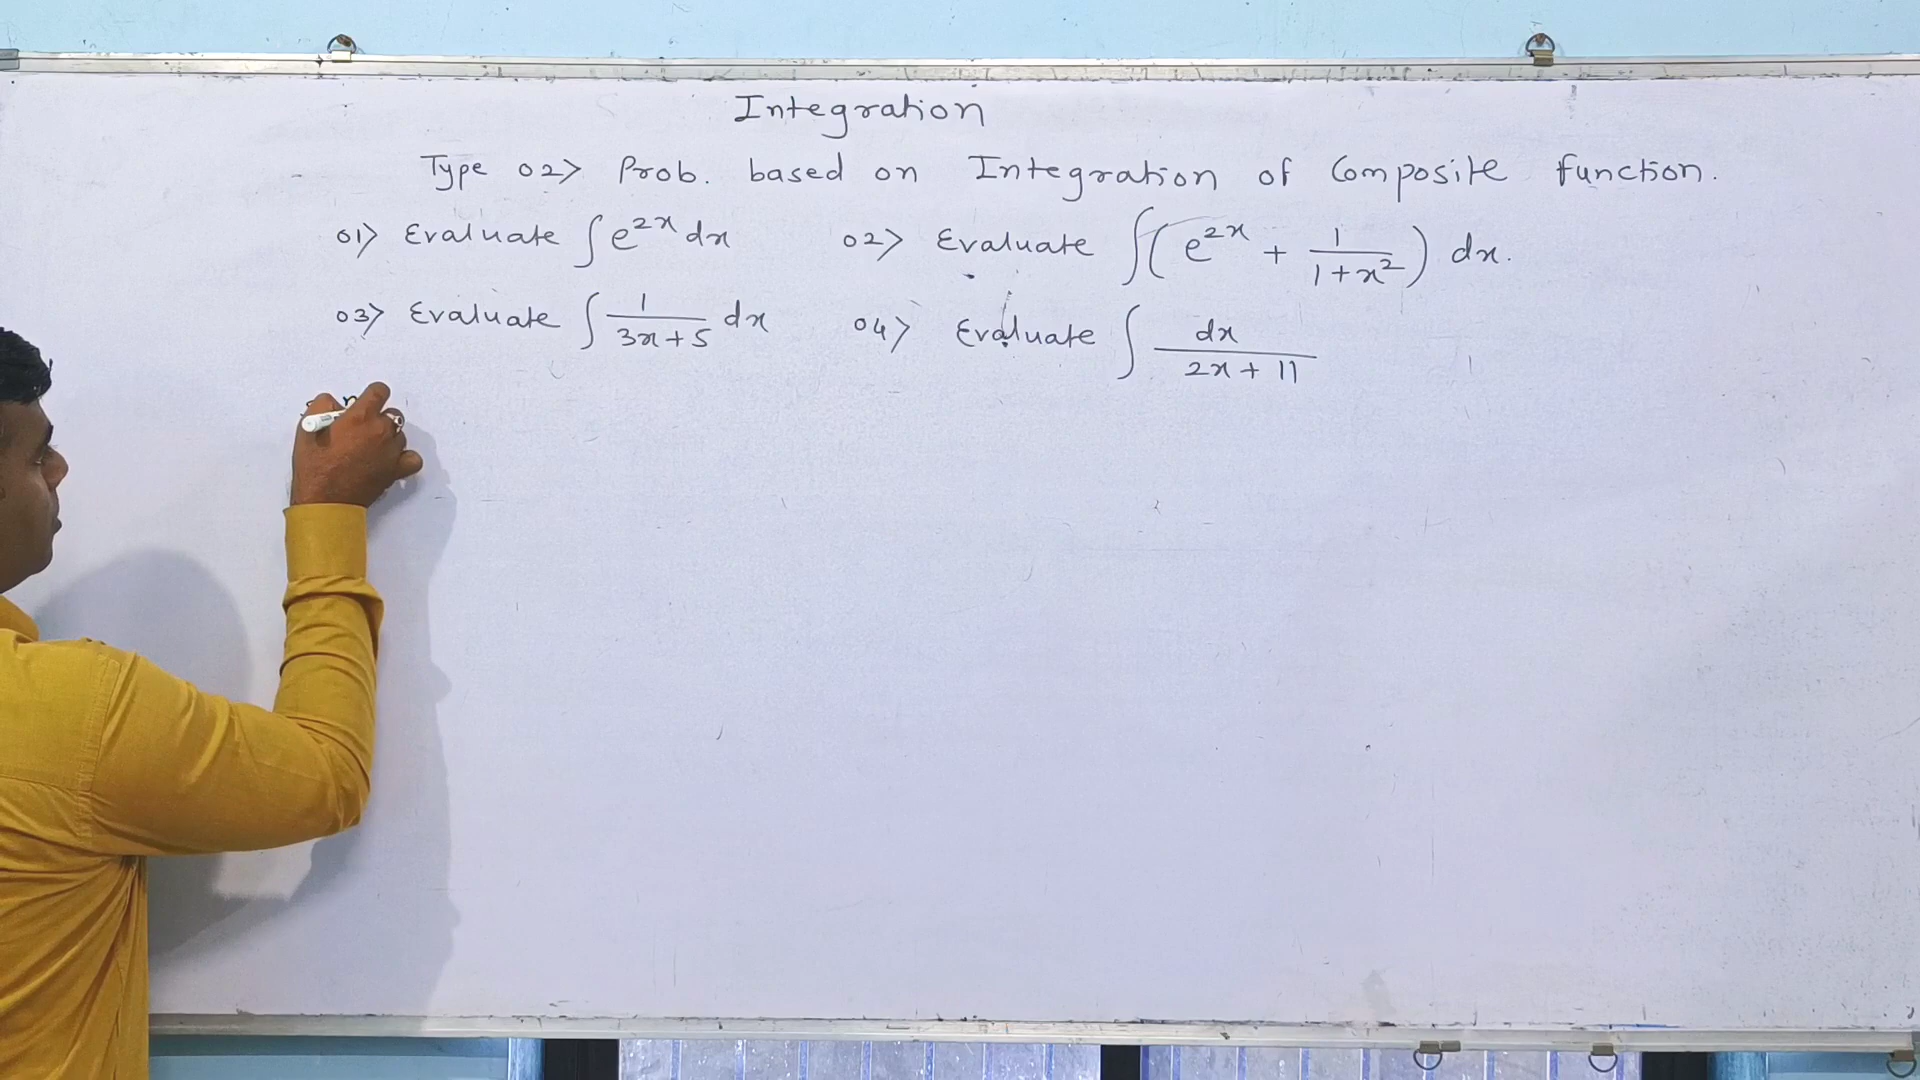 Integration
Type 02> Prob. based on Integration of Composite function.
01> Evaluate ∫e^{2x} dx 02> Evaluate ∫(e^{2x} + 1/(1+x^2)) dx.
03> Evaluate ∫ 1/(3x+5) dx 04> Evaluate ∫ dx/(2x+11)